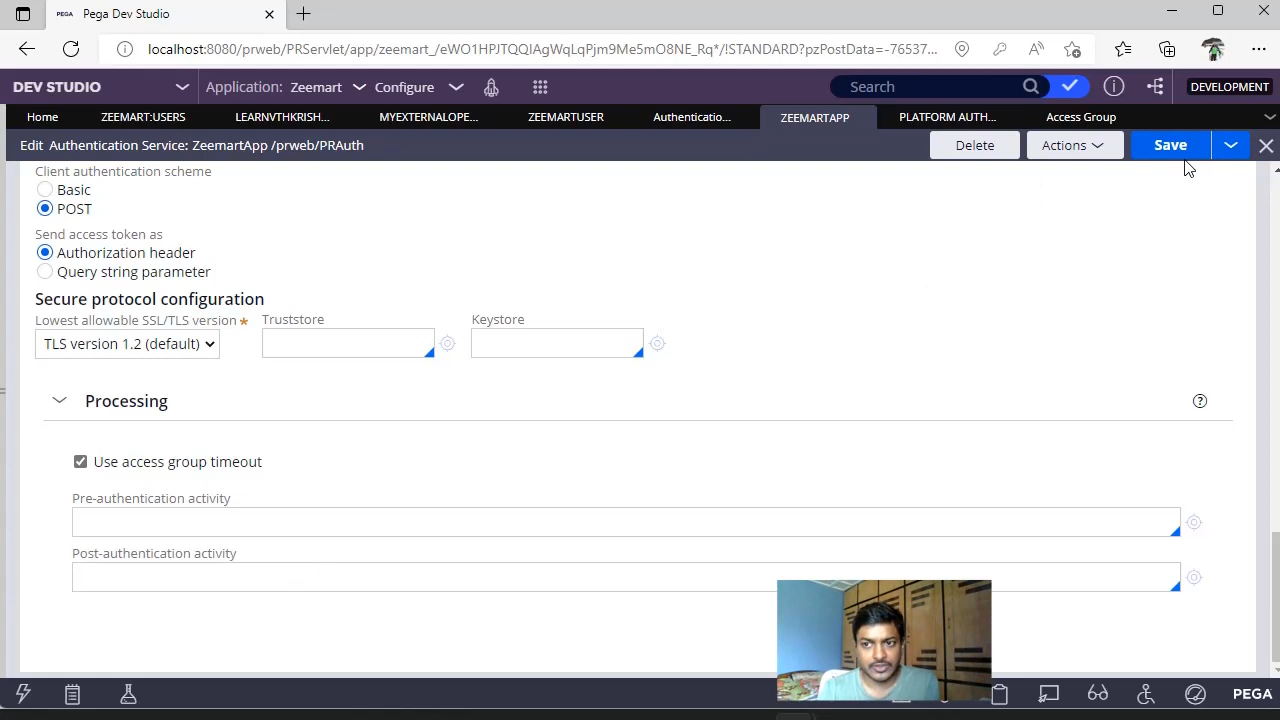 PEGA Pega Dev Studio
localhost:8080/prweb/PRServlet/app/zeemart_/eWO1HPJTQQIAgWqLqPjm9Me5mO8NE_Rq*/!STANDARD?pzPostData=-76537...
DEV STUDIO Application: Zeemart Configure Search DEVELOPMENT
Home ZEEMART:USERS LEARNVTHKRISH... MYEXTERNALOPE... ZEEMARTUSER Authenticatio... ZEEMARTAPP PLATFORM AUTH... Access Group
Edit Authentication Service: ZeemartApp /prweb/PRAuth Delete Actions Save
Client authentication scheme
Basic
POST
Send access token as
Authorization header
Query string parameter
Secure protocol configuration
Lowest allowable SSL/TLS version * Truststore Keystore
TLS version 1.2 (default)
Processing
Use access group timeout
Pre-authentication activity
Post-authentication activity
PEGA